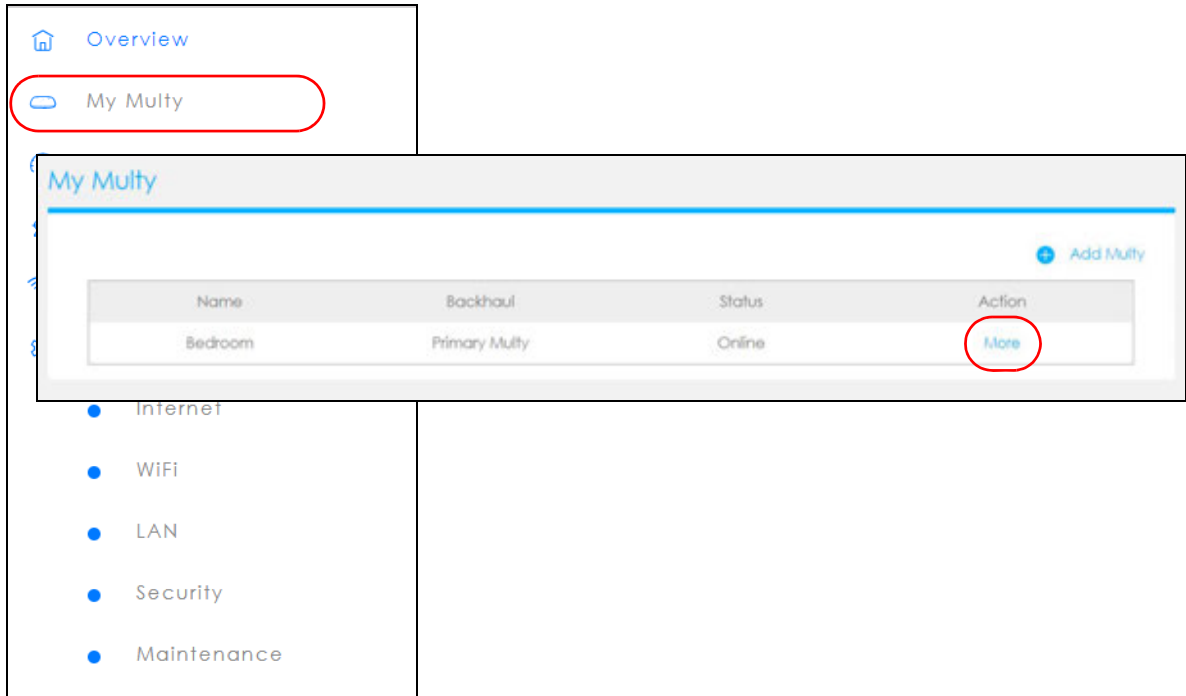 Overview
My Multy
My Multy
Add Multy
Name Backhaul Status Action
Bedroom Primary Multy Online More
Internet
WiFi
LAN
Security
Maintenance